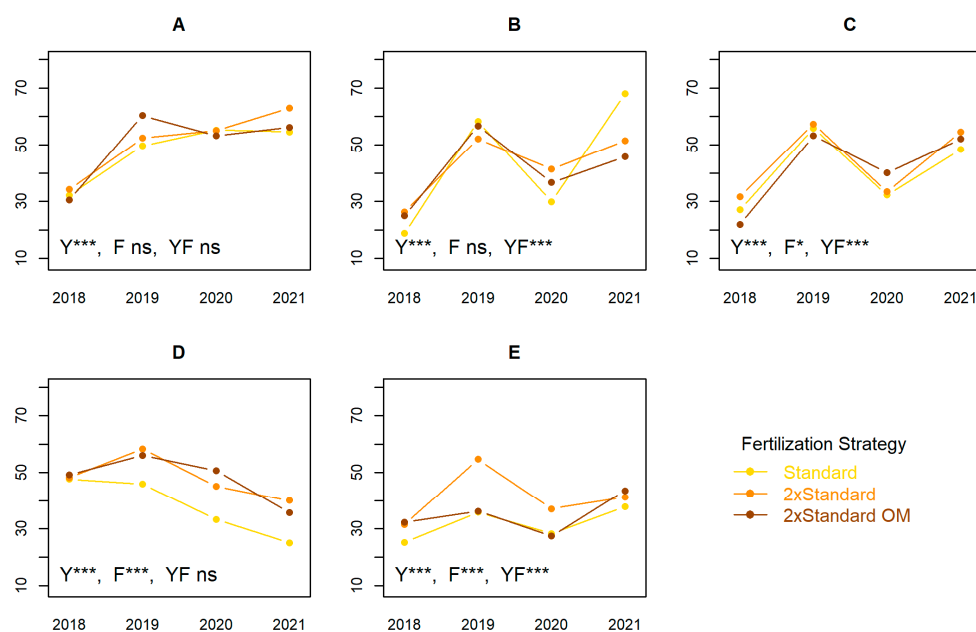 A
B
C
70
50
30
10
Y***, F ns, YF ns
2018 2019 2020 2021
70
50
30
10
Y***, F ns, YF***
2018 2019 2020 2021
70
50
30
10
Y***, F*, YF***
2018 2019 2020 2021
D
E
70
50
30
10
Y***, F***, YF ns
2018 2019 2020 2021
70
50
30
10
Y***, F***, YF***
2018 2019 2020 2021
Fertilization Strategy
Standard
2xStandard
2xStandard OM